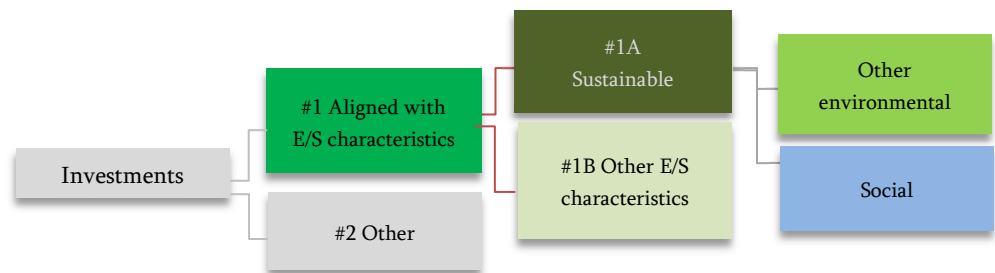 Investments
#1 Aligned with
E/S characteristics
#2 Other
#1A
Sustainable
#1B Other E/S
characteristics
Other
environmental
Social